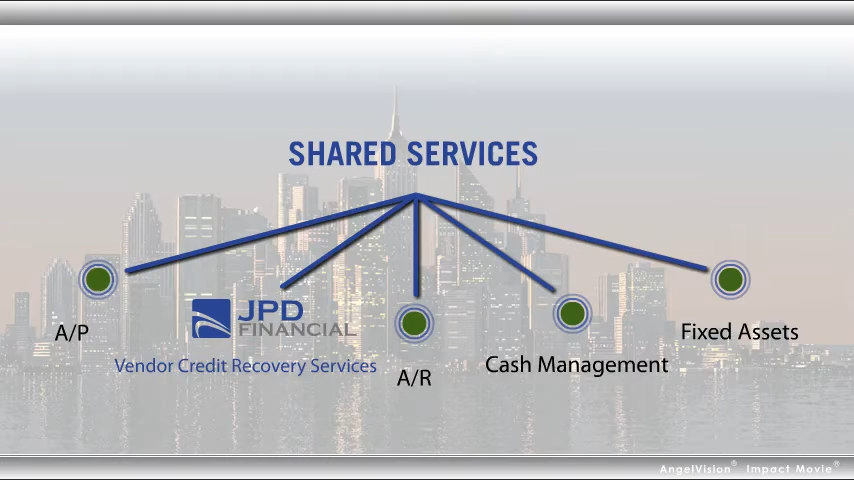 SHARED SERVICES
A/P
JPD
FINANCIAL
Vendor Credit Recovery Services
A/R
Cash Management
Fixed Assets
AngelVision® Impact Movie®